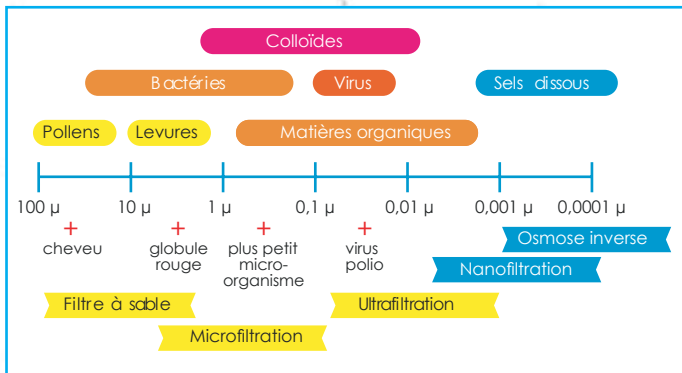 Colloïdes
Bactéries Virus Sels dissous
Pollens Levures Matières organiques
100 µ 10 µ 1 µ 0,1 µ 0,01 µ 0,001 µ 0,0001 µ
+ + + +
cheveu
globule
rouge
plus petit
micro-
organisme
virus
polio
Osmose inverse
Nanofiltration
Filtre à sable Ultrafiltration
Microfiltration